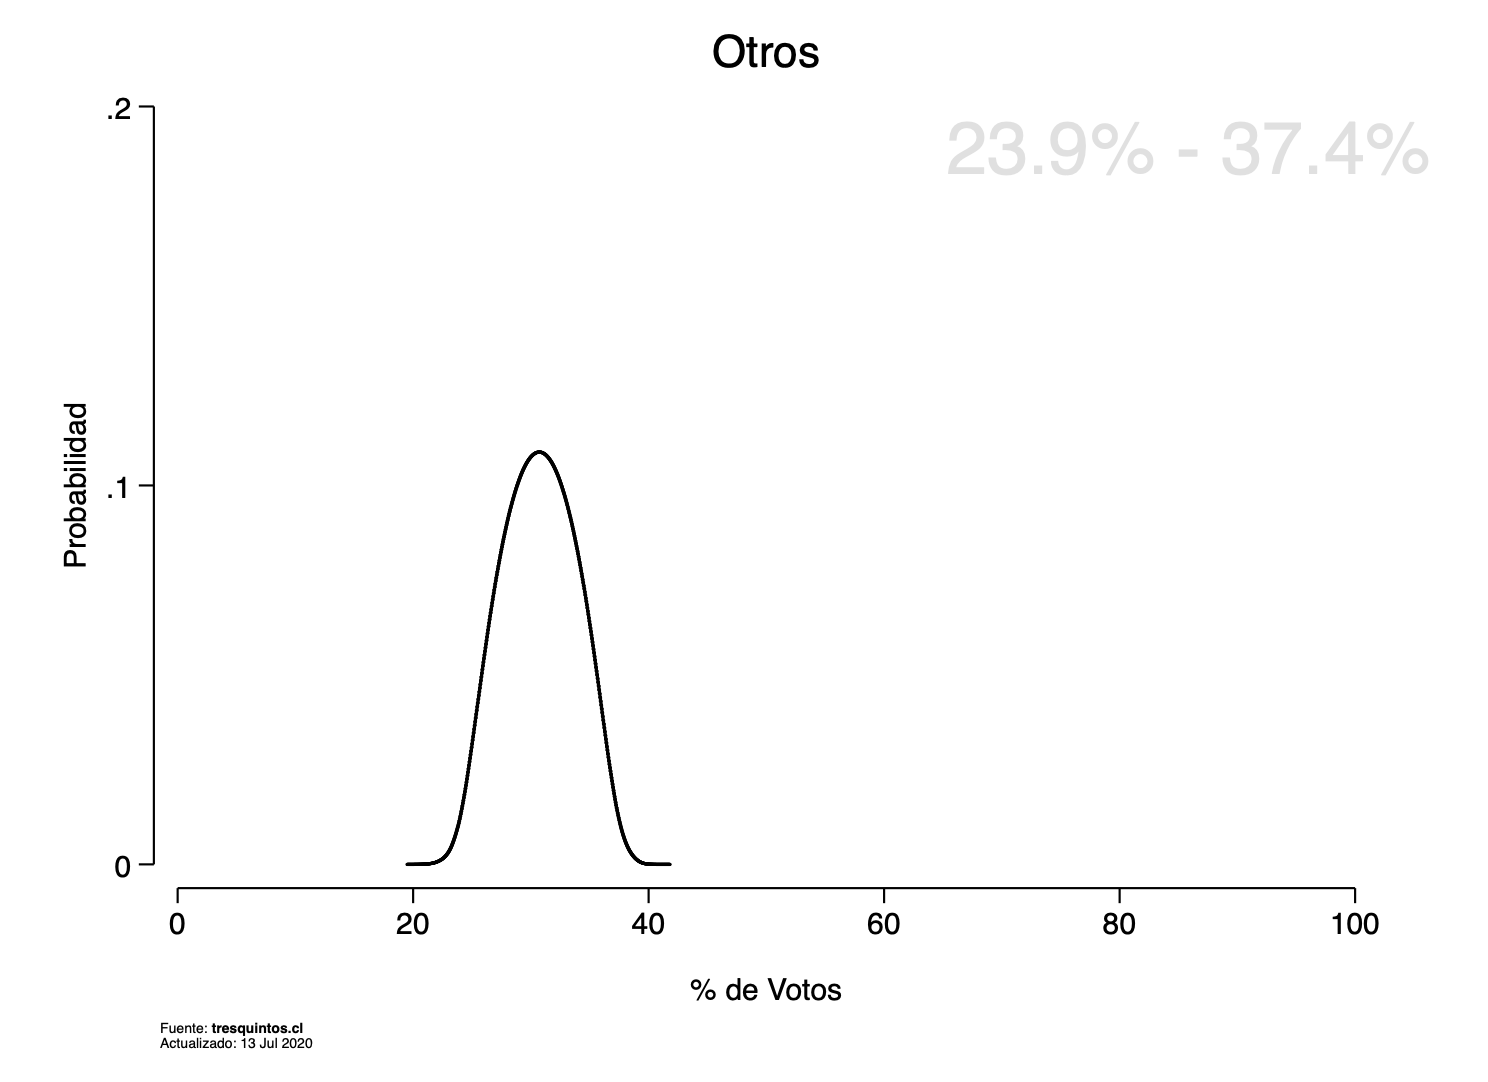 Otros
23.9% - 37.4%
.2
.1
0
Probabilidad
0 20 40 60 80 100
% de Votos
Fuente: tresquintos.cl
Actualizado: 13 Jul 2020